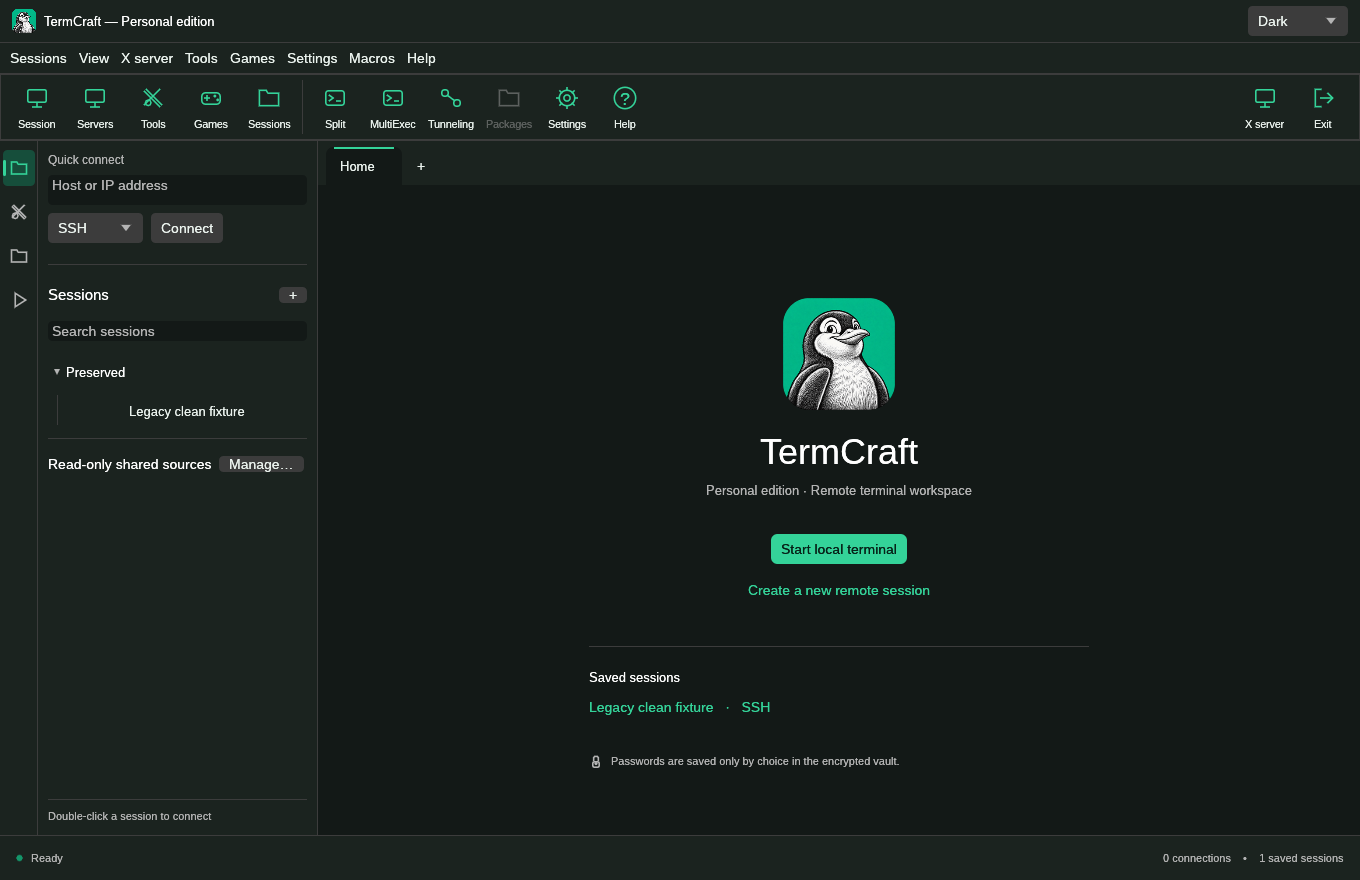 TermCraft — Personal edition
Dark
Sessions View X server Tools Games Settings Macros Help
Session Servers Tools Games Sessions Split MultiExec Tunneling Packages Settings Help X server Exit
Quick connect
Host or IP address
SSH Connect
Sessions +
Search sessions
Preserved
Legacy clean fixture
Read-only shared sources Manage…
Double-click a session to connect
Home +
TermCraft
Personal edition · Remote terminal workspace
Start local terminal
Create a new remote session
Saved sessions
Legacy clean fixture · SSH
Passwords are saved only by choice in the encrypted vault.
Ready
0 connections • 1 saved sessions